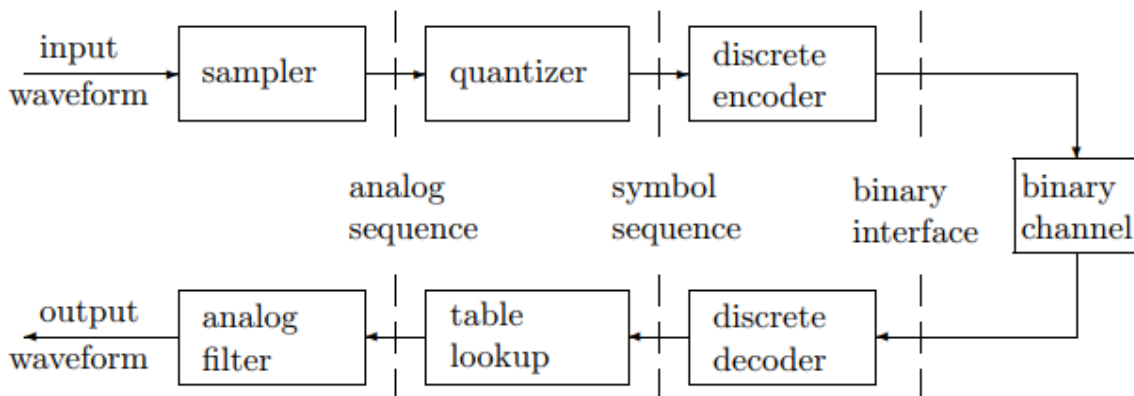 input
waveform
sampler
quantizer
discrete
encoder
analog
sequence
symbol
sequence
binary
interface
binary
channel
output
waveform
analog
filter
table
lookup
discrete
decoder